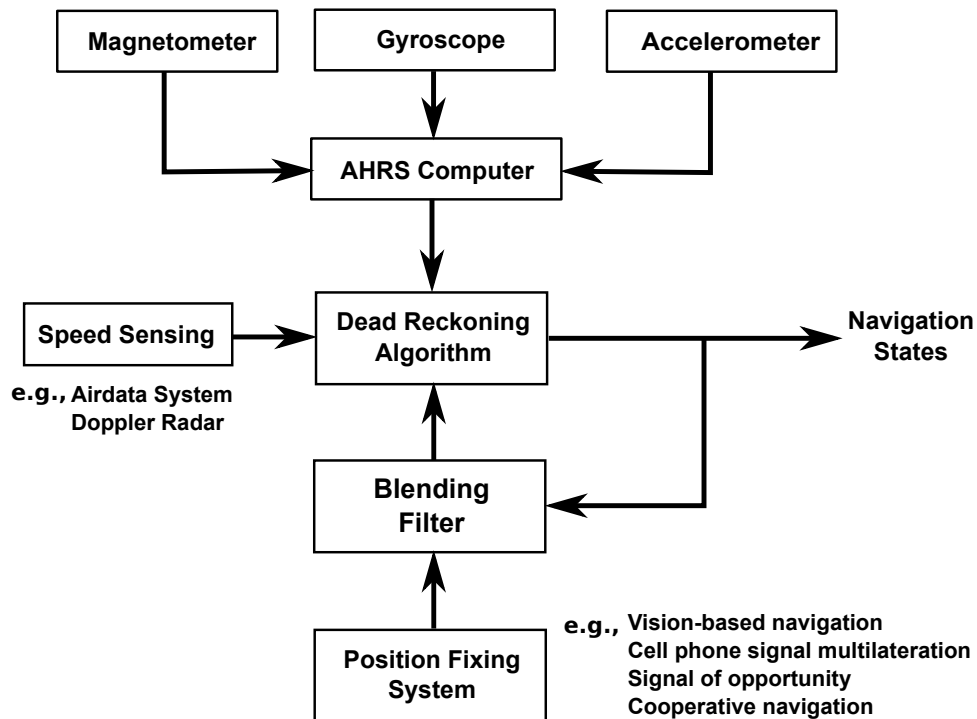 Magnetometer
Gyroscope
Accelerometer
AHRS Computer
Speed Sensing
e.g., Airdata System
Doppler Radar
Dead Reckoning
Algorithm
Navigation
States
Blending
Filter
Position Fixing
System
e.g., Vision-based navigation
Cell phone signal multilateration
Signal of opportunity
Cooperative navigation